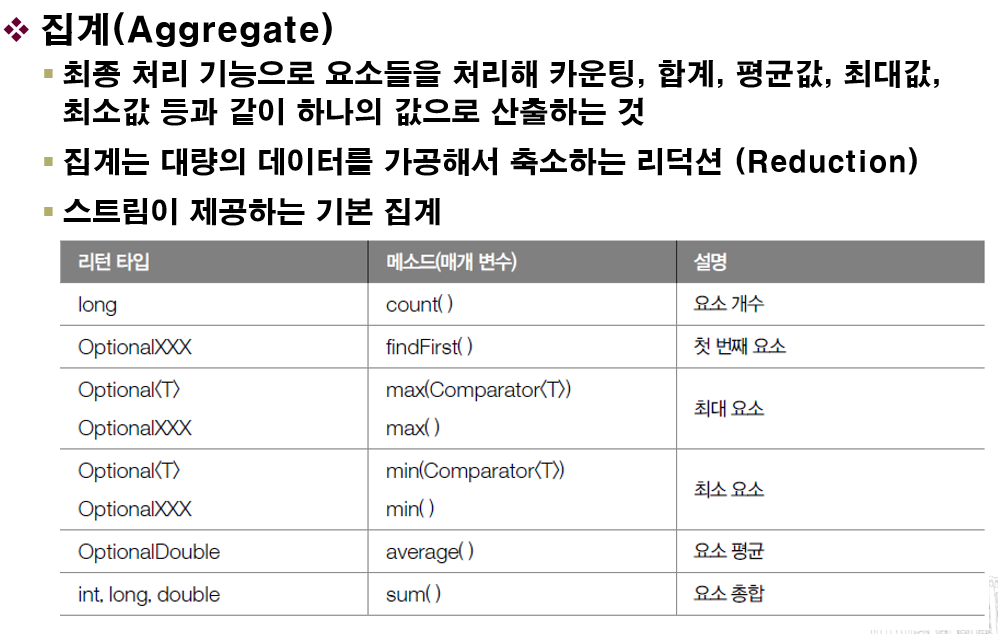 ❖ 집계(Aggregate)
▪ 최종 처리 기능으로 요소들을 처리해 카운팅, 합계, 평균값, 최대값,
최소값 등과 같이 하나의 값으로 산출하는 것
▪ 집계는 대량의 데이터를 가공해서 축소하는 리덕션 (Reduction)
▪ 스트림이 제공하는 기본 집계
리턴 타입 메소드(매개 변수) 설명
long count( ) 요소 개수
OptionalXXX findFirst( ) 첫 번째 요소
Optional〈T〉 max(Comparator〈T〉)
최대 요소
OptionalXXX max( )
Optional〈T〉 min(Comparator〈T〉)
최소 요소
OptionalXXX min( )
OptionalDouble average( ) 요소 평균
int, long, double sum( ) 요소 총합